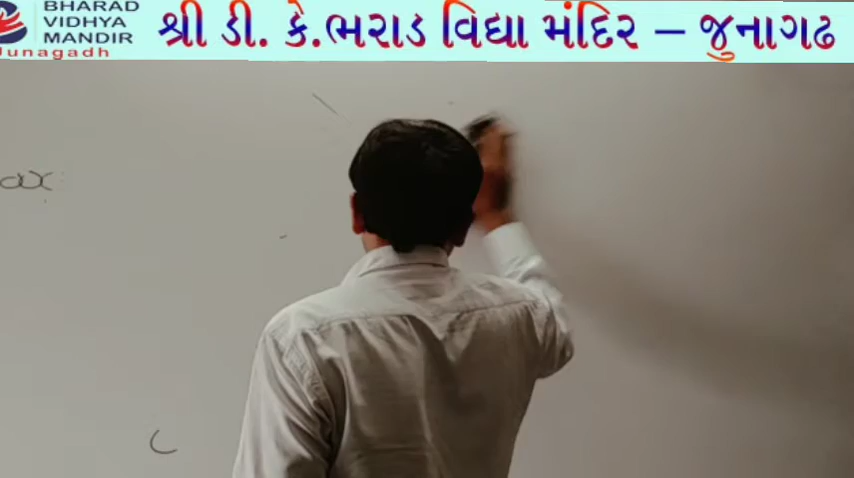 BHARAD
VIDHYA
MANDIR
Junagadh
શ્રી ડી. કે.ભરાડ વિદ્યા મંદિર – જુનાગઢ